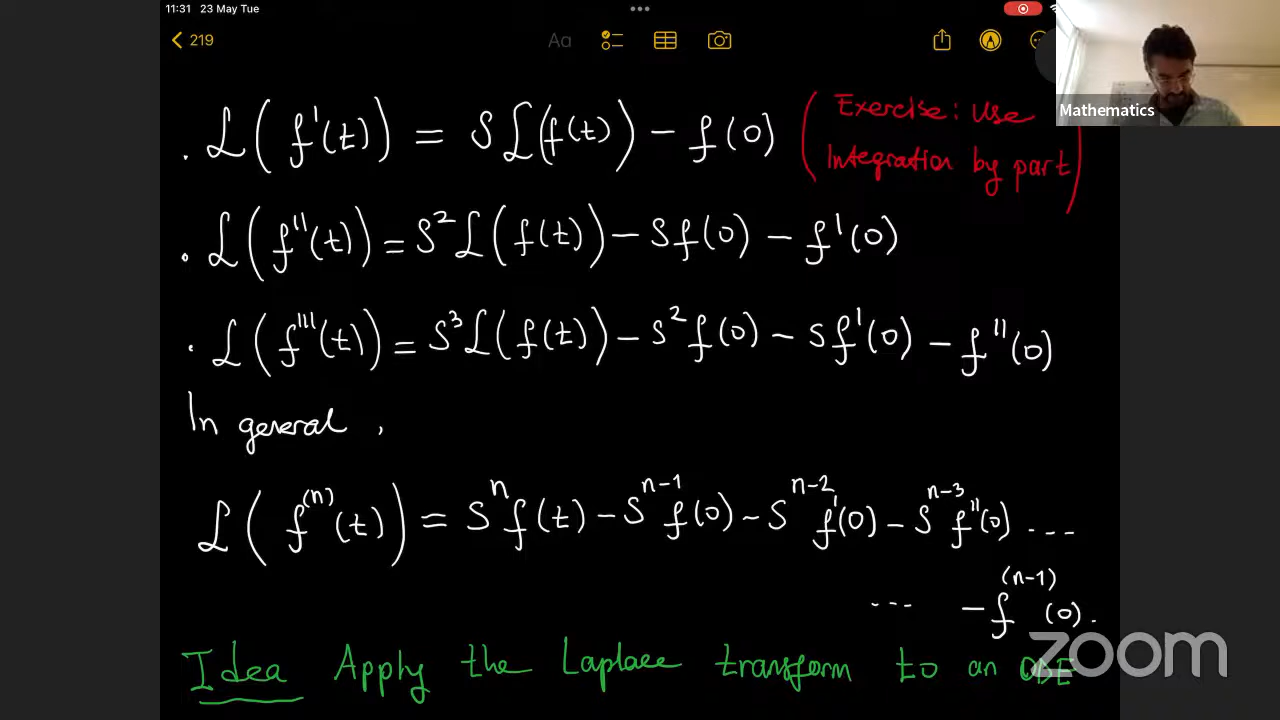 11:31 23 May Tue
219
Aa
Mathematics
. ℒ(f'(t)) = Sℒ(f(t)) − f(0) (Exercise: Use
Integration by part)
. ℒ(f''(t)) = S²ℒ(f(t)) − Sf(0) − f'(0)
. ℒ(f'''(t)) = S³ℒ(f(t)) − S²f(0) − Sf'(0) − f''(0)
In general,
ℒ(f⁽ⁿ⁾(t)) = Sⁿf(t) − Sⁿ⁻¹f(0) − Sⁿ⁻²f'(0) − Sⁿ⁻³f''(0) ....
... − f⁽ⁿ⁻¹⁾(0).
Idea Apply the Laplace transform to an ODE
zoom